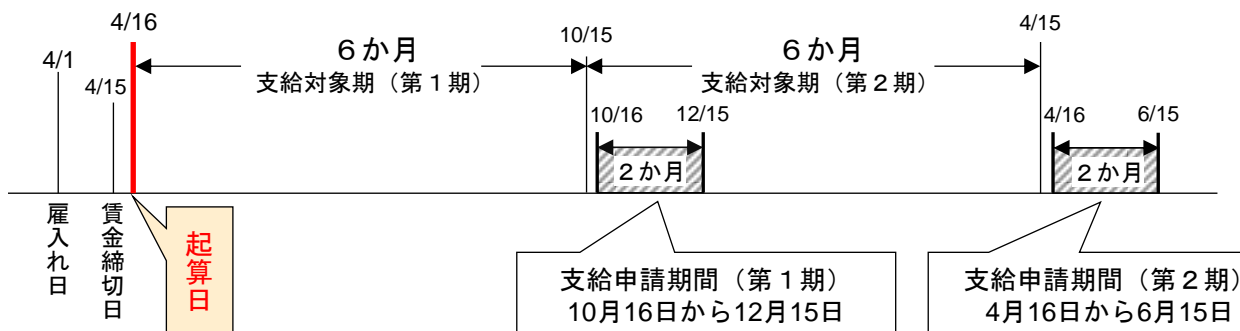 4/16
4/1
4/15
6か月
支給対象期（第1期）
10/15
6か月
支給対象期（第2期）
4/15
10/16
12/15
2か月
4/16
6/15
2か月
雇入れ日
賃金締切日
起算日
支給申請期間（第1期）
10月16日から12月15日
支給申請期間（第2期）
4月16日から6月15日